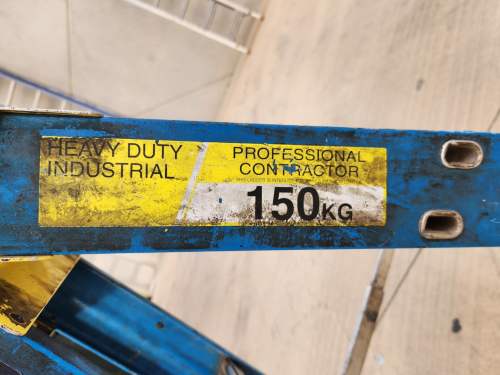 HEAVY DUTY
INDUSTRIAL
PROFESSIONAL
CONTRACTOR
150KG